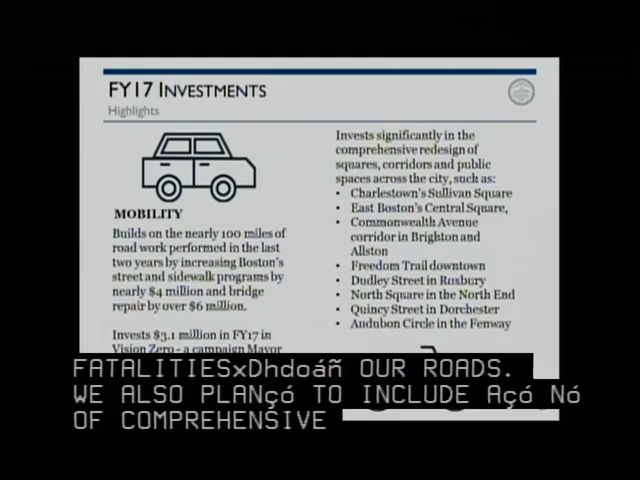 FY17 INVESTMENTS
Highlights
MOBILITY
Builds on the nearly 100 miles of
road work performed in the last
two years by increasing Boston's
street and sidewalk programs by
nearly $4 million and bridge
repair by over $6 million.
Invests $3.1 million in FY17 in
Vision Zero - a campaign Mayor
Invests significantly in the
comprehensive redesign of
squares, corridors and public
spaces across the city, such as:
• Charlestown's Sullivan Square
• East Boston's Central Square,
• Commonwealth Avenue
corridor in Brighton and
Allston
• Freedom Trail downtown
• Dudley Street in Roxbury
• North Square in the North End
• Quincy Street in Dorchester
• Audubon Circle in the Fenway
FATALITIESxDhdoáñ OUR ROADS.
WE ALSO PLANçó TO INCLUDE Açó Nó
OF COMPREHENSIVE